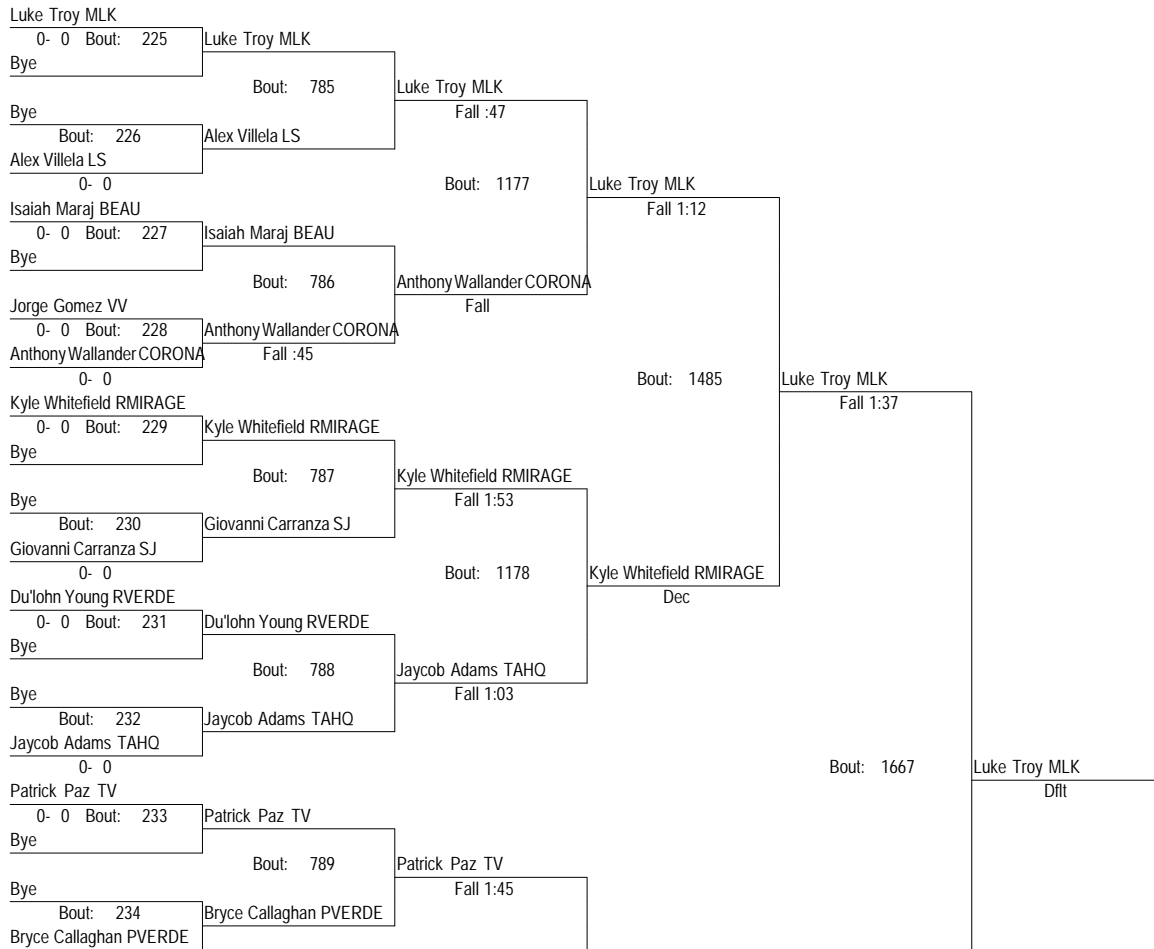 Luke Troy MLK
0- 0 Bout: 225
Luke Troy MLK
Bye
Bout: 785
Luke Troy MLK
Bye
Fall :47
Bout: 226
Alex Villela LS
Alex Villela LS
0- 0
Bout: 1177
Luke Troy MLK
Isaiah Maraj BEAU
Fall 1:12
0- 0 Bout: 227
Isaiah Maraj BEAU
Bye
Bout: 786
Anthony Wallander CORONA
Jorge Gomez VV
Fall
0- 0 Bout: 228
Anthony Wallander CORONA
Anthony Wallander CORONA
Fall :45
0- 0
Bout: 1485
Luke Troy MLK
Kyle Whitefield RMIRAGE
Fall 1:37
0- 0 Bout: 229
Kyle Whitefield RMIRAGE
Bye
Bout: 787
Kyle Whitefield RMIRAGE
Bye
Fall 1:53
Bout: 230
Giovanni Carranza SJ
Giovanni Carranza SJ
0- 0
Bout: 1178
Kyle Whitefield RMIRAGE
Du'lohn Young RVERDE
Dec
0- 0 Bout: 231
Du'lohn Young RVERDE
Bye
Bout: 788
Jaycob Adams TAHQ
Bye
Fall 1:03
Bout: 232
Jaycob Adams TAHQ
Jaycob Adams TAHQ
0- 0
Bout: 1667
Luke Troy MLK
Patrick Paz TV
Dflt
0- 0 Bout: 233
Patrick Paz TV
Bye
Bout: 789
Patrick Paz TV
Bye
Fall 1:45
Bout: 234
Bryce Callaghan PVERDE
Bryce Callaghan PVERDE